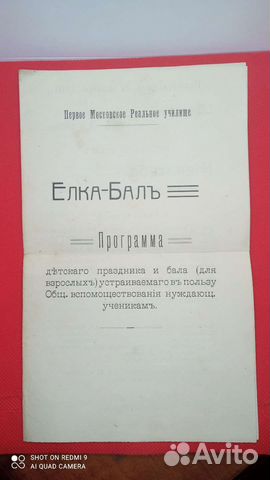 Первое Московское Реальное училище
ЕЛКА-БАЛЪ
Программа
дѣтскаго праздника и бала (для
взрослыхъ) устраиваемаго въ пользу
Общ. вспомоществованія нуждающ.
ученикамъ.
SHOT ON REDMI 9
AI QUAD CAMERA
Avito